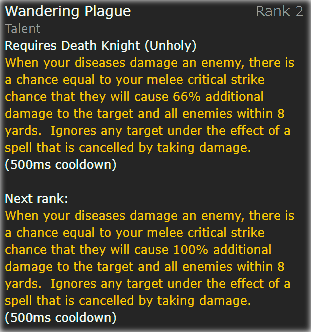 Wandering Plague Rank 2
Talent
Requires Death Knight (Unholy)
When your diseases damage an enemy, there is
a chance equal to your melee critical strike
chance that they will cause 66% additional
damage to the target and all enemies within 8
yards.  Ignores any target under the effect of a
spell that is cancelled by taking damage.
(500ms cooldown)
Next rank:
When your diseases damage an enemy, there is
a chance equal to your melee critical strike
chance that they will cause 100% additional
damage to the target and all enemies within 8
yards.  Ignores any target under the effect of a
spell that is cancelled by taking damage.
(500ms cooldown)